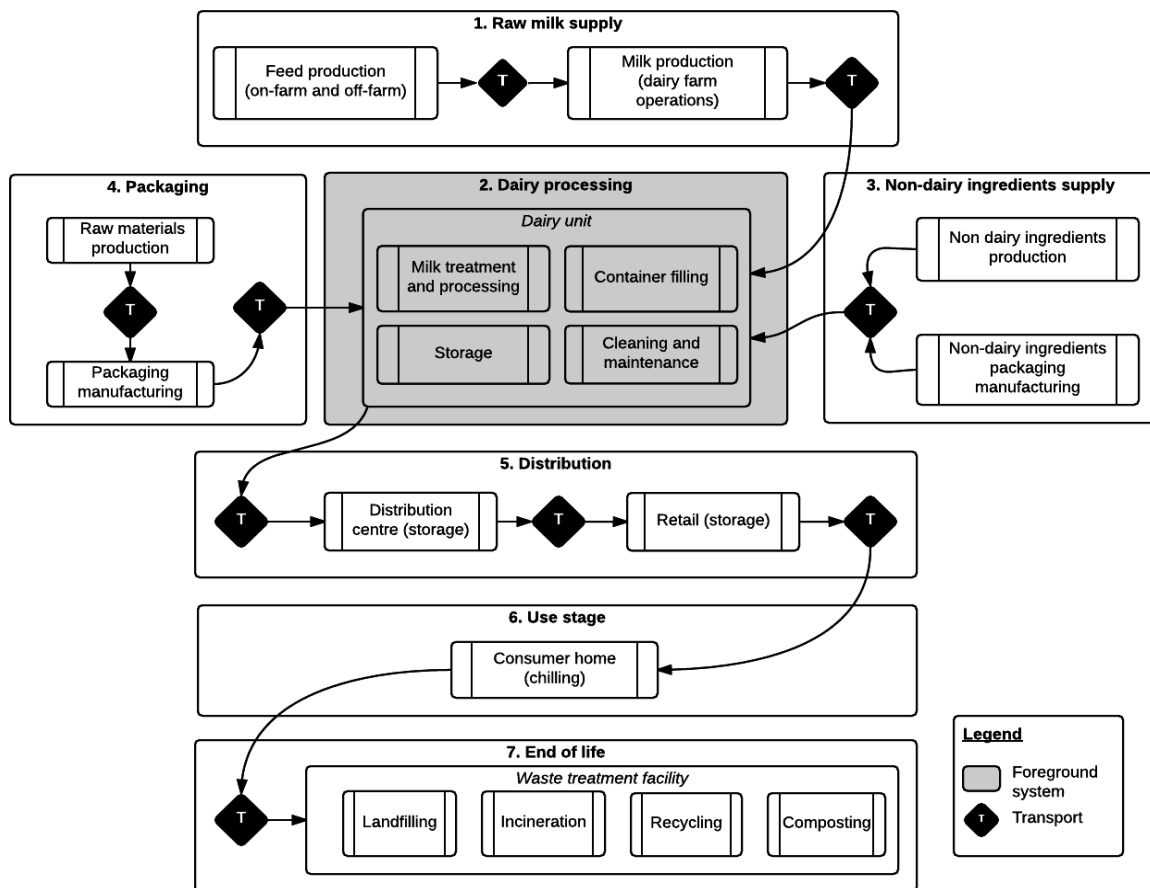 1. Raw milk supply
Feed production
(on-farm and off-farm)
T
Milk production
(dairy farm
operations)
T
4. Packaging
Raw materials
production
T
T
Packaging
manufacturing
2. Dairy processing
Dairy unit
Milk treatment
and processing
Container filling
Storage
Cleaning and
maintenance
3. Non-dairy ingredients supply
Non dairy ingredients
production
T
Non-dairy ingredients
packaging
manufacturing
5. Distribution
T
Distribution
centre (storage)
T
Retail (storage)
T
6. Use stage
Consumer home
(chilling)
7. End of life
Waste treatment facility
T
Landfilling
Incineration
Recycling
Composting
Legend
Foreground
system
T
Transport